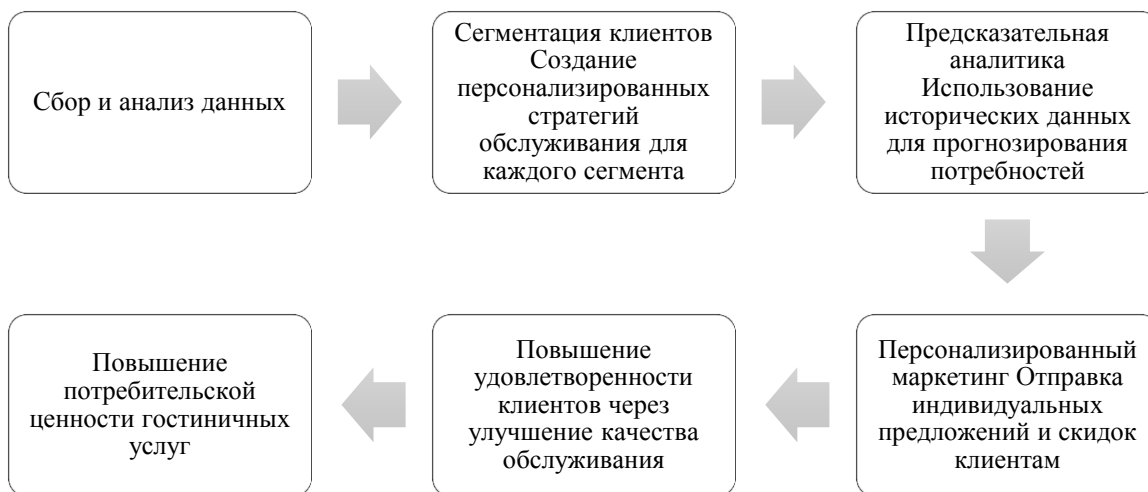 Сбор и анализ данных
Сегментация клиентов
Создание
персонализированных
стратегий
обслуживания для
каждого сегмента
Предсказательная
аналитика
Использование
исторических данных
для прогнозирования
потребностей
Персонализированный
маркетинг Отправка
индивидуальных
предложений и скидок
клиентам
Повышение
удовлетворенности
клиентов через
улучшение качества
обслуживания
Повышение
потребительской
ценности гостиничных
услуг